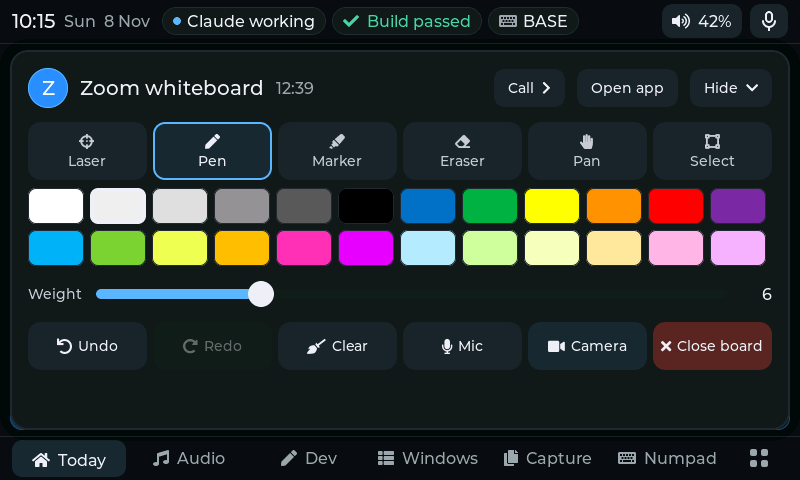 10:15 Sun 8 Nov Claude working Build passed BASE 42%
Z Zoom whiteboard 12:39 Call Open app Hide
Laser Pen Marker Eraser Pan Select
Weight 6
Undo Redo Clear Mic Camera Close board
Today Audio Dev Windows Capture Numpad